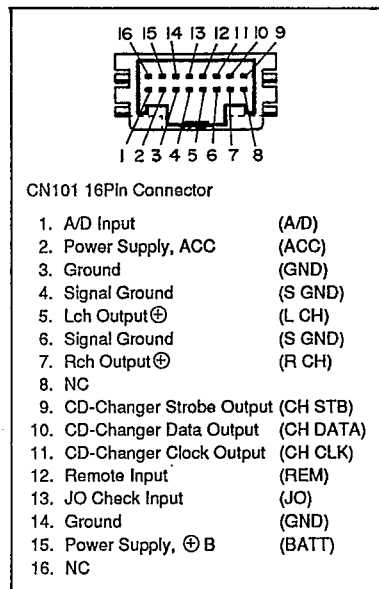 16 15 14 13 12 11 10 9
1 2 3 4 5 6 7 8
CN101 16Pin Connector
1. A/D Input (A/D)
2. Power Supply, ACC (ACC)
3. Ground (GND)
4. Signal Ground (S GND)
5. Lch Output⊕ (L CH)
6. Signal Ground (S GND)
7. Rch Output⊕ (R CH)
8. NC
9. CD-Changer Strobe Output (CH STB)
10. CD-Changer Data Output (CH DATA)
11. CD-Changer Clock Output (CH CLK)
12. Remote Input (REM)
13. JO Check Input (JO)
14. Ground (GND)
15. Power Supply, ⊕ B (BATT)
16. NC